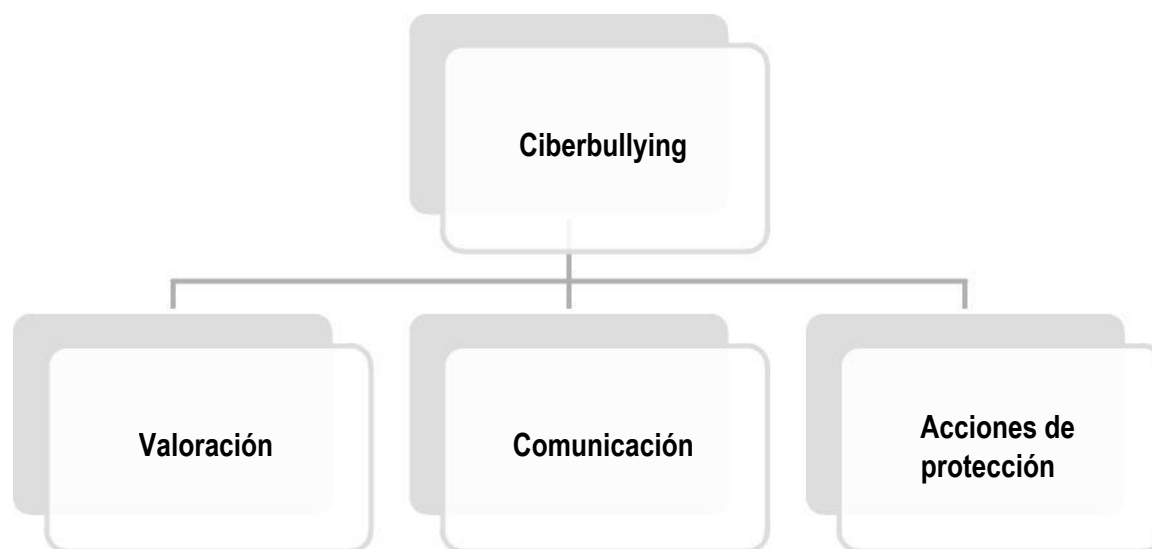 Ciberbullying
Valoración
Comunicación
Acciones de
protección